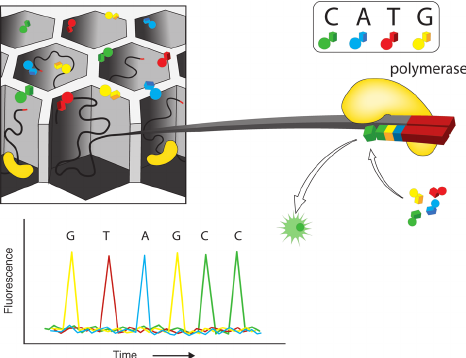 C A T G
polymerase
G T A G C C
Fluorescence
Time